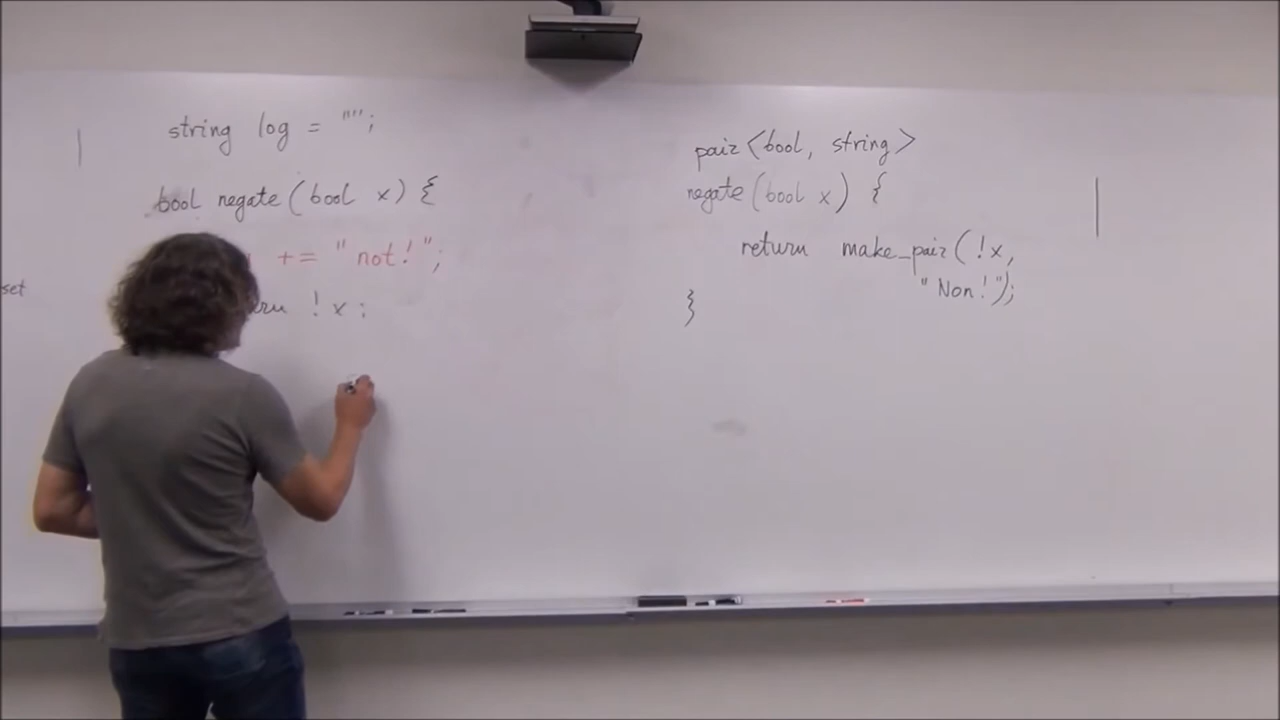 string log = "";
bool negate (bool x) {
+= "not!";
! x ;
set
pair <bool, string>
negate (bool x) {
return make_pair ( !x,
"Non!");
}